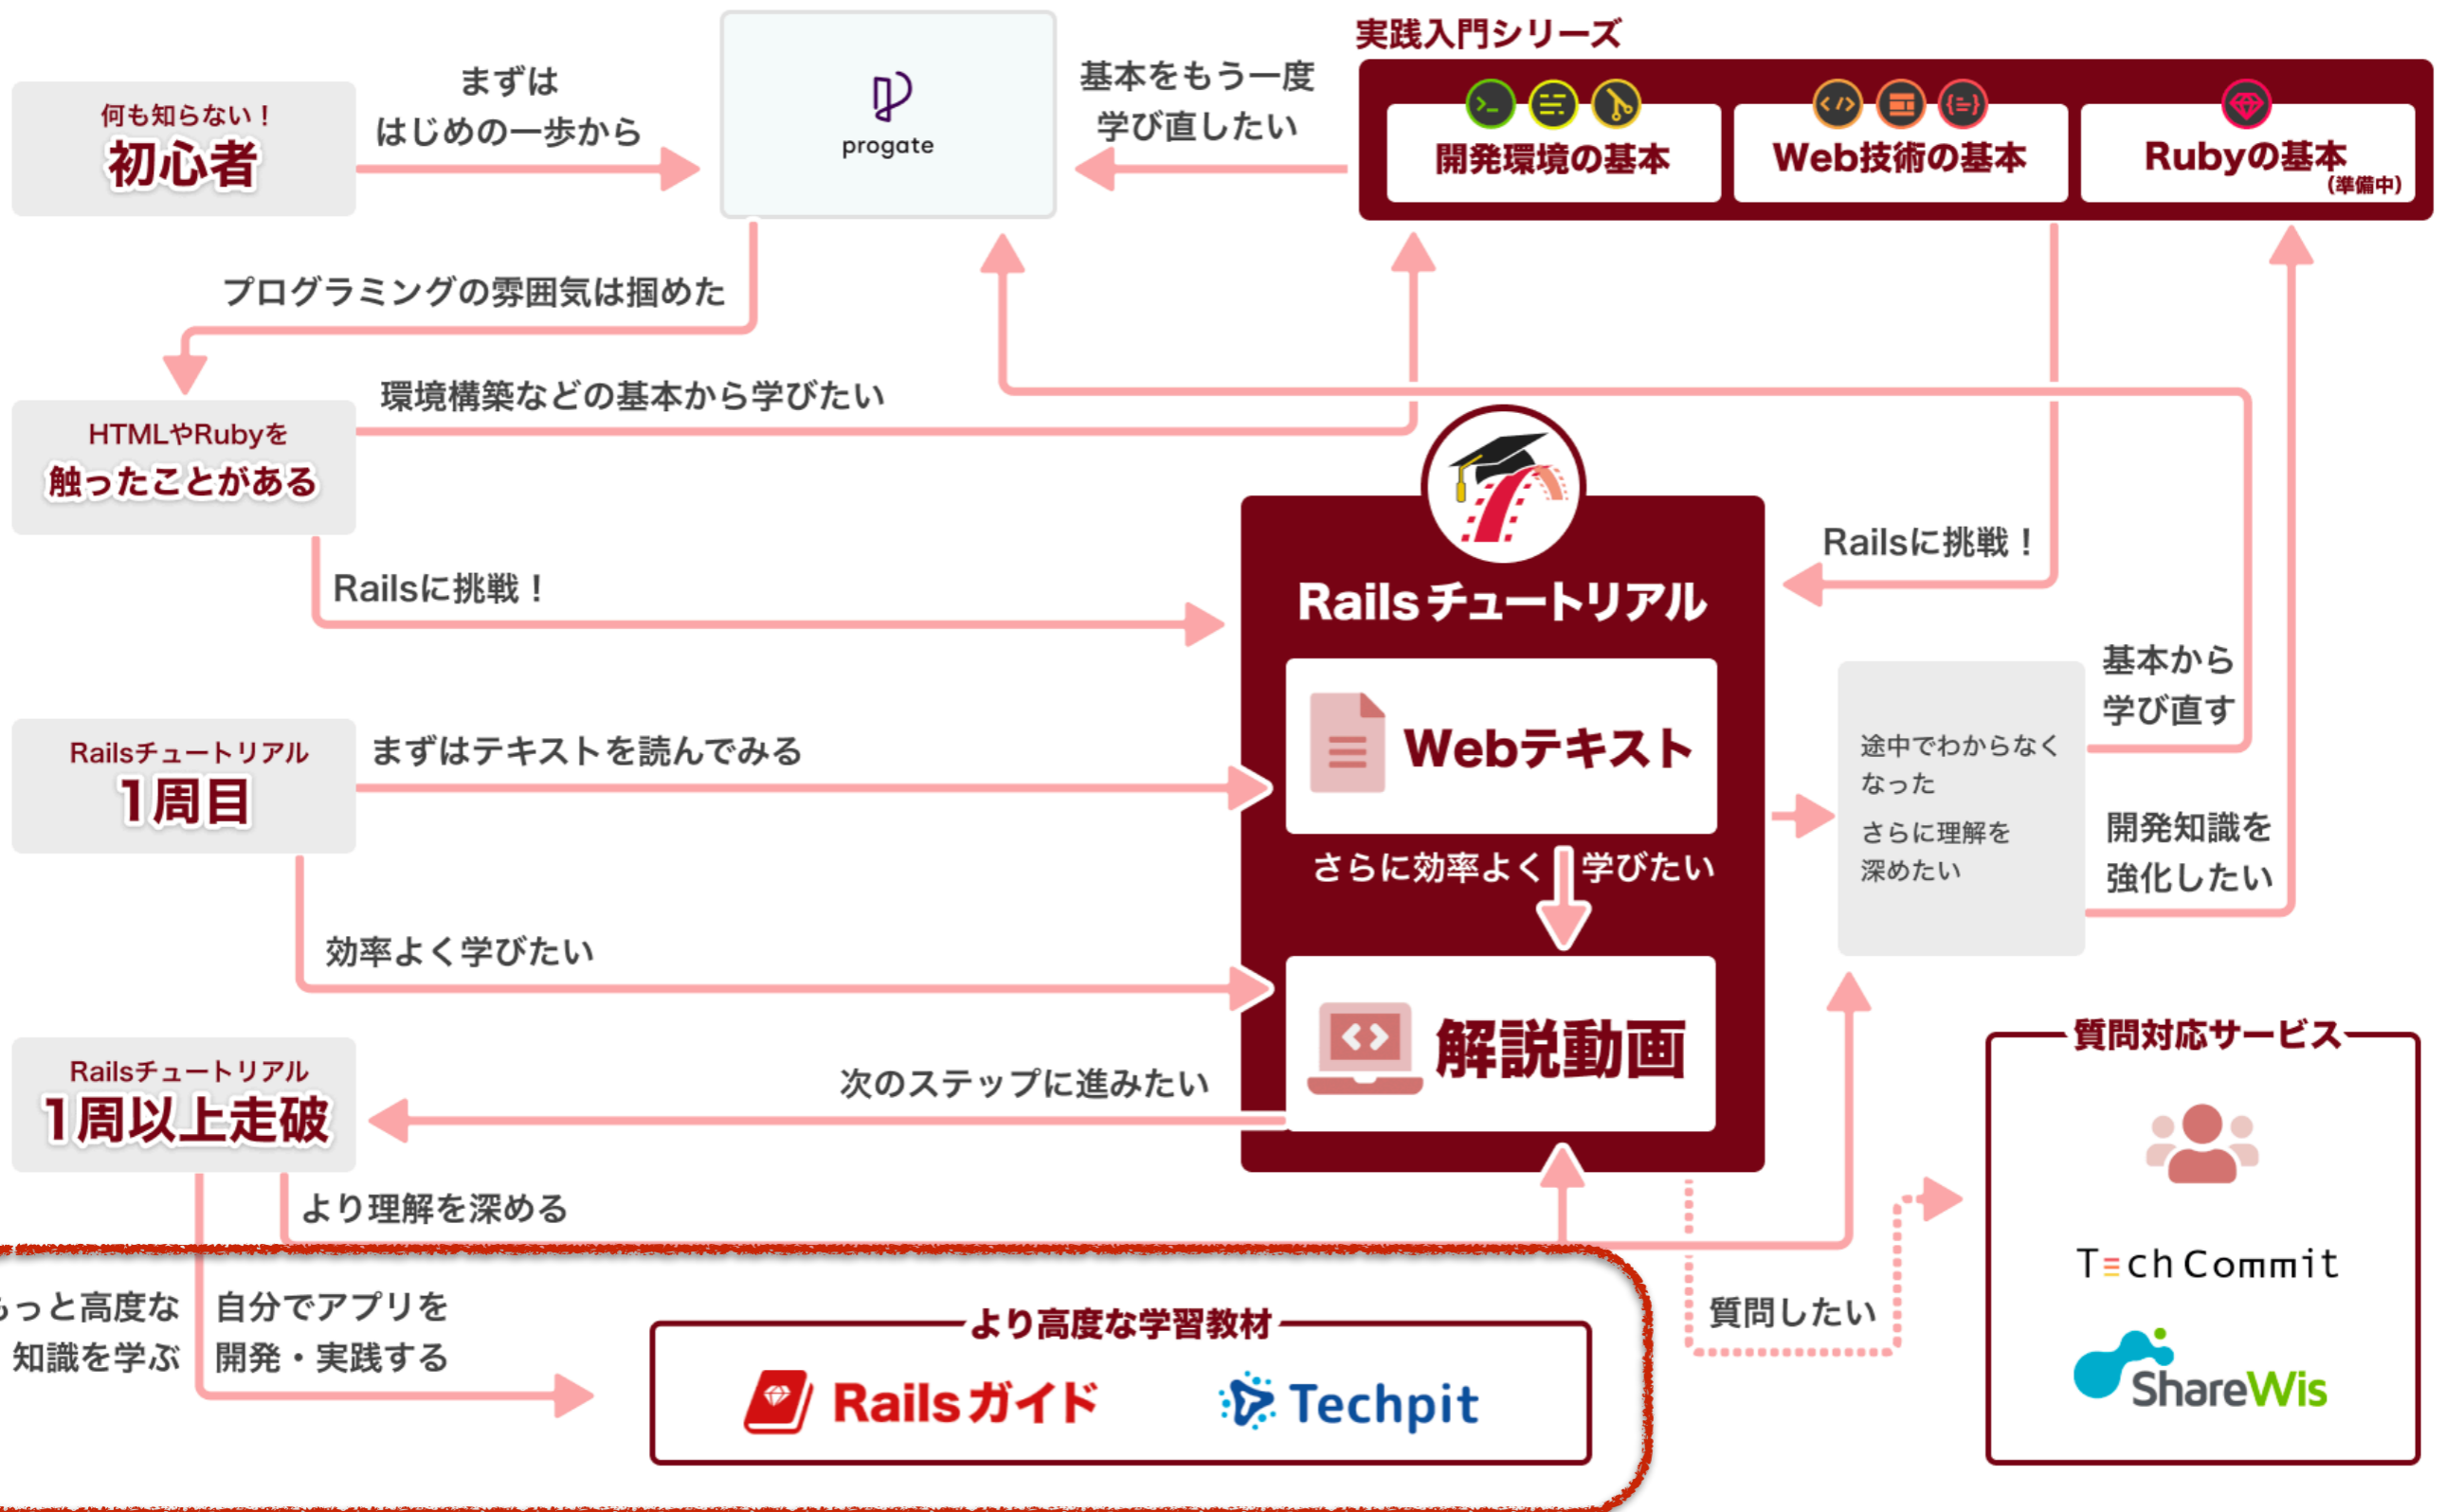 実践入門シリーズ
何も知らない！
初心者
まずは
はじめの一歩から
progate
基本をもう一度
学び直したい
開発環境の基本
Web技術の基本
Rubyの基本
(準備中)
プログラミングの雰囲気は掴めた
HTMLやRubyを
触ったことがある
環境構築などの基本から学びたい
Railsに挑戦！
Railsに挑戦！
Rails チュートリアル
Webテキスト
さらに効率よく 学びたい
解説動画
Railsチュートリアル
1周目
まずはテキストを読んでみる
効率よく学びたい
途中でわからなく
なった
さらに理解を
深めたい
基本から
学び直す
開発知識を
強化したい
Railsチュートリアル
1周以上走破
次のステップに進みたい
より理解を深める
もっと高度な
知識を学ぶ
自分でアプリを
開発・実践する
より高度な学習教材
Rails ガイド
Techpit
質問したい
質問対応サービス
Tech Commit
ShareWis